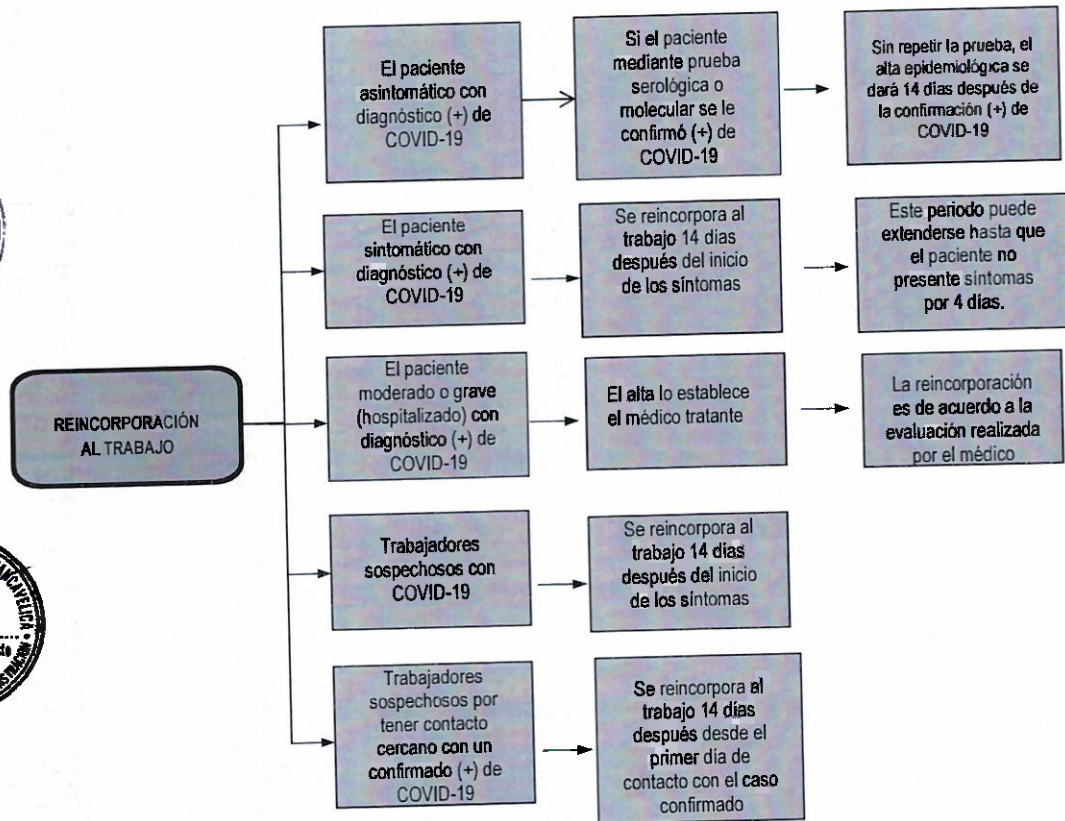 El paciente
asintomático con
diagnóstico (+) de
COVID-19
Si el paciente
mediante prueba
serológica o
molecular se le
confirmó (+) de
COVID-19
Sin repetir la prueba, el
alta epidemiológica se
dará 14 días después de
la confirmación (+) de
COVID-19
El paciente
sintomático con
diagnóstico (+) de
COVID-19
Se reincorpora al
trabajo 14 dias
después del inicio
de los síntomas
Este periodo puede
extenderse hasta que
el paciente no
presente síntomas
por 4 días.
REINCORPORACIÓN
AL TRABAJO
El paciente
moderado o grave
(hospitalizado) con
diagnóstico (+) de
COVID-19
El alta lo establece
el médico tratante
La reincorporación
es de acuerdo a la
evaluación realizada
por el médico
Trabajadores
sospechosos con
COVID-19
Se reincorpora al
trabajo 14 dias
después del inicio
de los síntomas
Trabajadores
sospechosos por
tener contacto
cercano con un
confirmado (+) de
COVID-19
Se reincorpora al
trabajo 14 días
después desde el
primer día de
contacto con el caso
confirmado